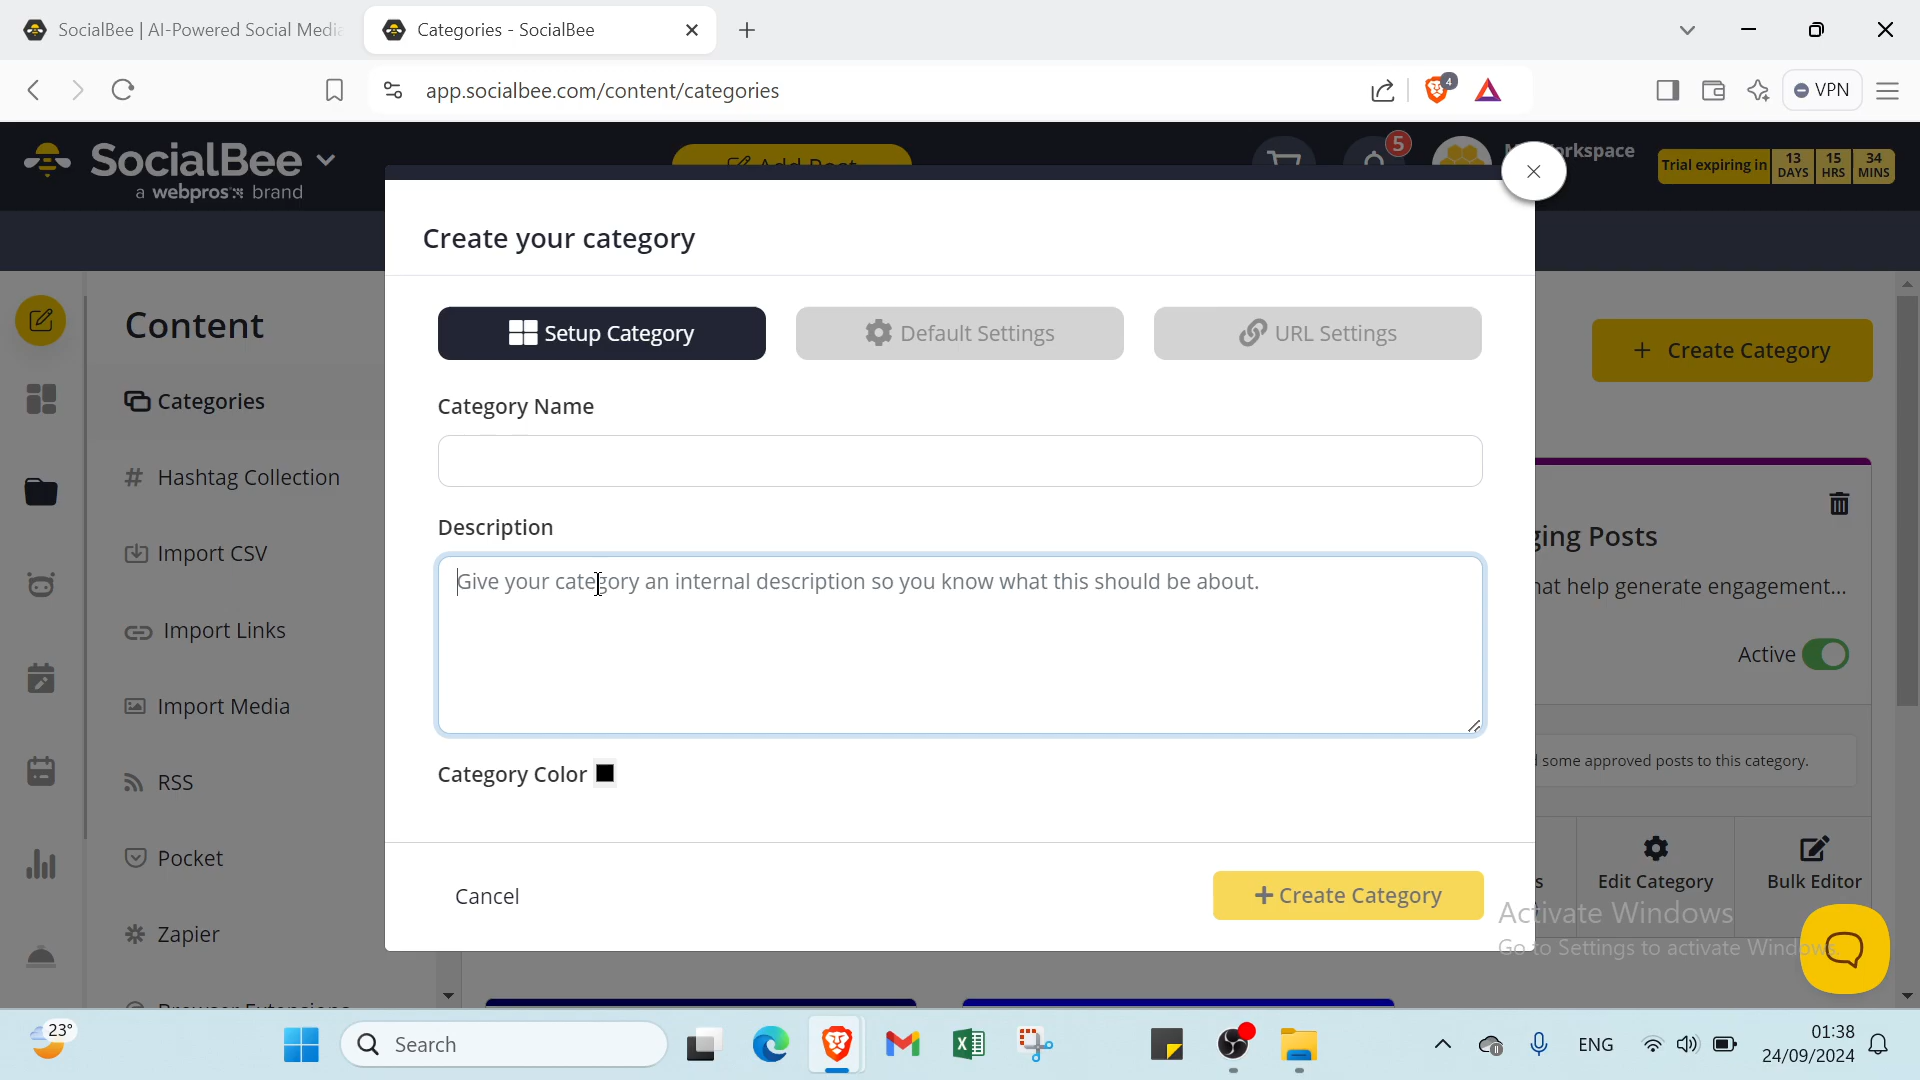 SocialBee | AI-Powered Social Media
Categories - SocialBee
app.socialbee.com/content/categories
4
VPN
SocialBee
a webpros brand
Add Post
5
rkspace
Trial expiring in
13 DAYS
15 HRS
34 MINS
Create your category
Setup Category
Default Settings
URL Settings
Category Name
Description
Give your category an internal description so you know what this should be about.
Category Color
Cancel
+ Create Category
Content
Categories
# Hashtag Collection
Import CSV
Import Links
Import Media
RSS
Pocket
Zapier
+ Create Category
ging Posts
hat help generate engagement...
Active
some approved posts to this category.
s
Edit Category
Bulk Editor
Activate Windows
Go to Settings to activate Windows.
23°
Search
ENG
01:38
24/09/2024